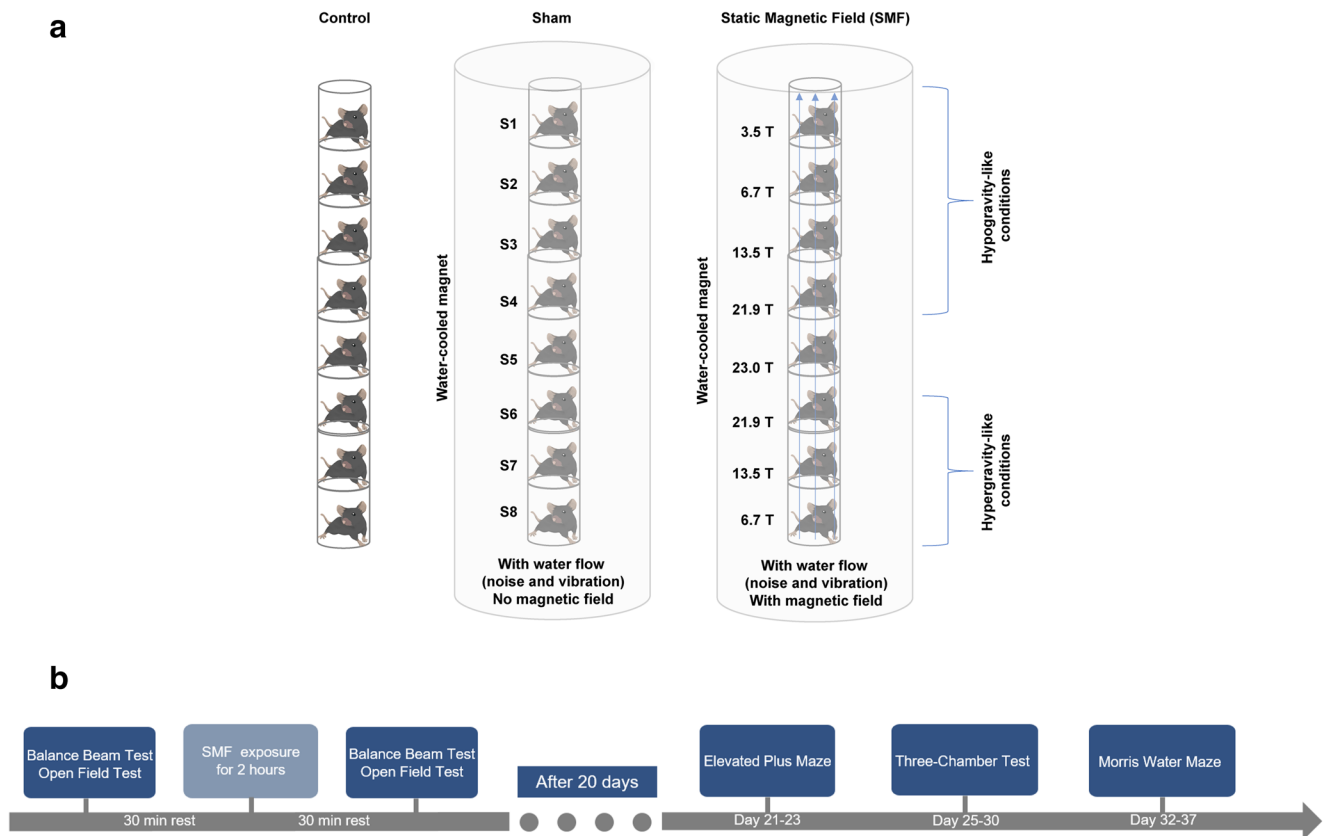 a
Control
Sham
Static Magnetic Field (SMF)
Water-cooled magnet
S1
S2
S3
S4
S5
S6
S7
S8
With water flow
(noise and vibration)
No magnetic field
Water-cooled magnet
3.5 T
6.7 T
13.5 T
21.9 T
23.0 T
21.9 T
13.5 T
6.7 T
With water flow
(noise and vibration)
With magnetic field
Hypogravity-like
conditions
Hypergravity-like
conditions
b
Balance Beam Test
Open Field Test
SMF exposure
for 2 hours
Balance Beam Test
Open Field Test
After 20 days
Elevated Plus Maze
Three-Chamber Test
Morris Water Maze
30 min rest
30 min rest
Day 21-23
Day 25-30
Day 32-37